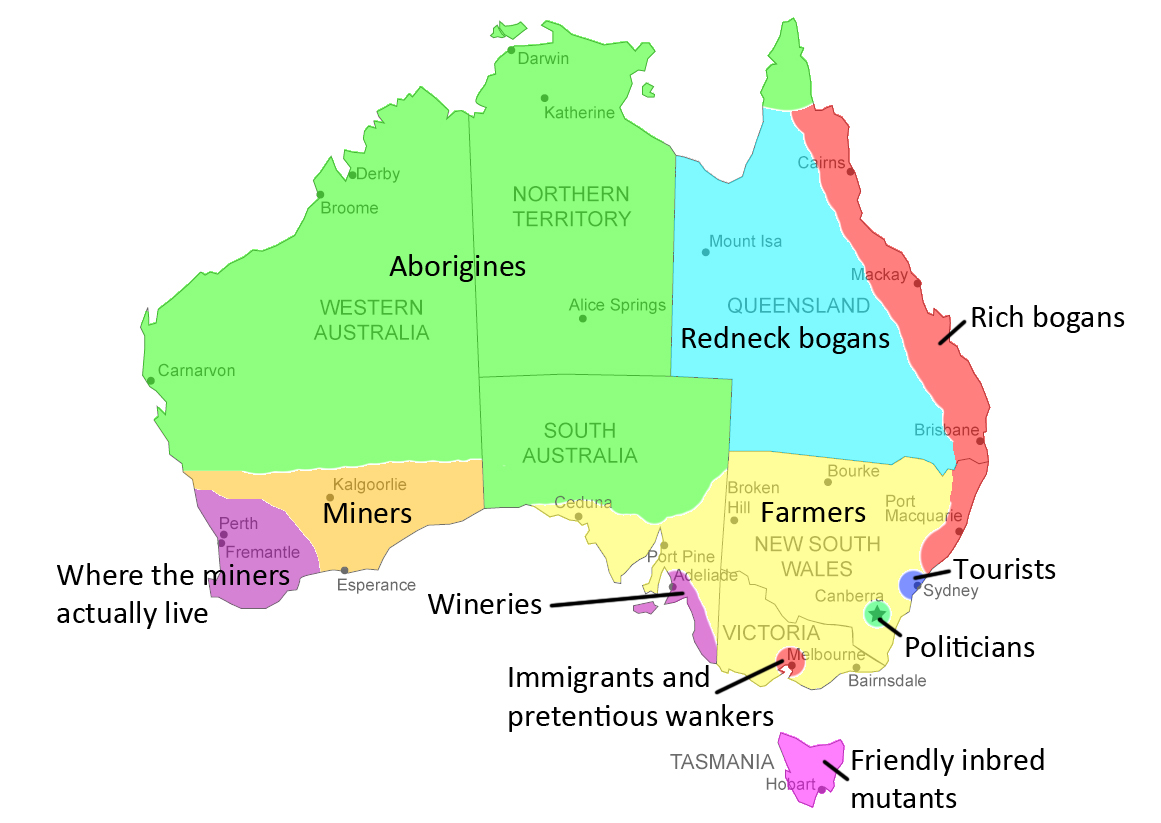 Darwin
Katherine
Derby
Broome
Cairns
NORTHERN
TERRITORY
Mount Isa
Aborigines
Mackay
WESTERN
AUSTRALIA
Alice Springs
QUEENSLAND
Redneck bogans
Rich bogans
Carnarvon
SOUTH
AUSTRALIA
Brisbane
Kalgoorlie
Miners
Ceduna
Bourke
Broken
Hill
Port
Macquarie
Farmers
NEW SOUTH
WALES
Perth
Fremantle
Where the miners
actually live
Esperance
Port Pine
Adeliade
Wineries
Tourists
Sydney
Canberra
Politicians
VICTORIA
Melbourne
Bairnsdale
Immigrants and
pretentious wankers
TASMANIA
Hobart
Friendly inbred
mutants